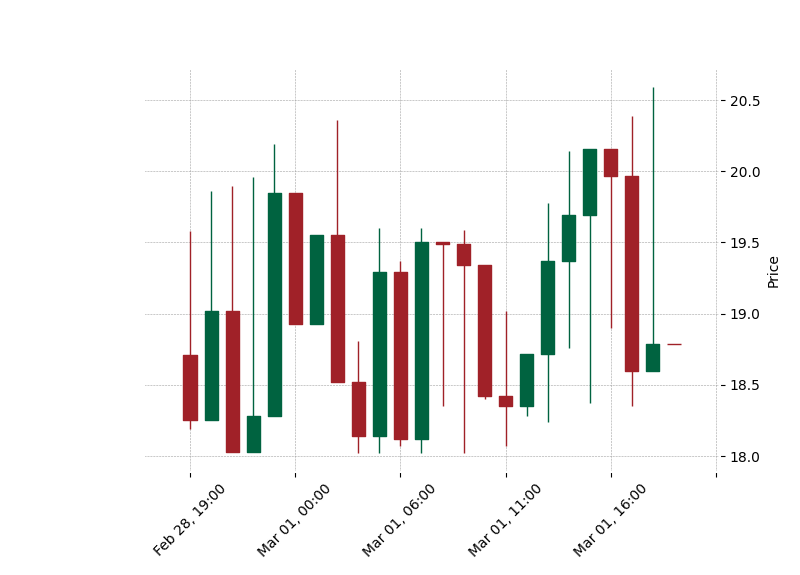 20.5
20.0
19.5
19.0
18.5
18.0
Price
Feb 28, 19:00
Mar 01, 00:00
Mar 01, 06:00
Mar 01, 11:00
Mar 01, 16:00